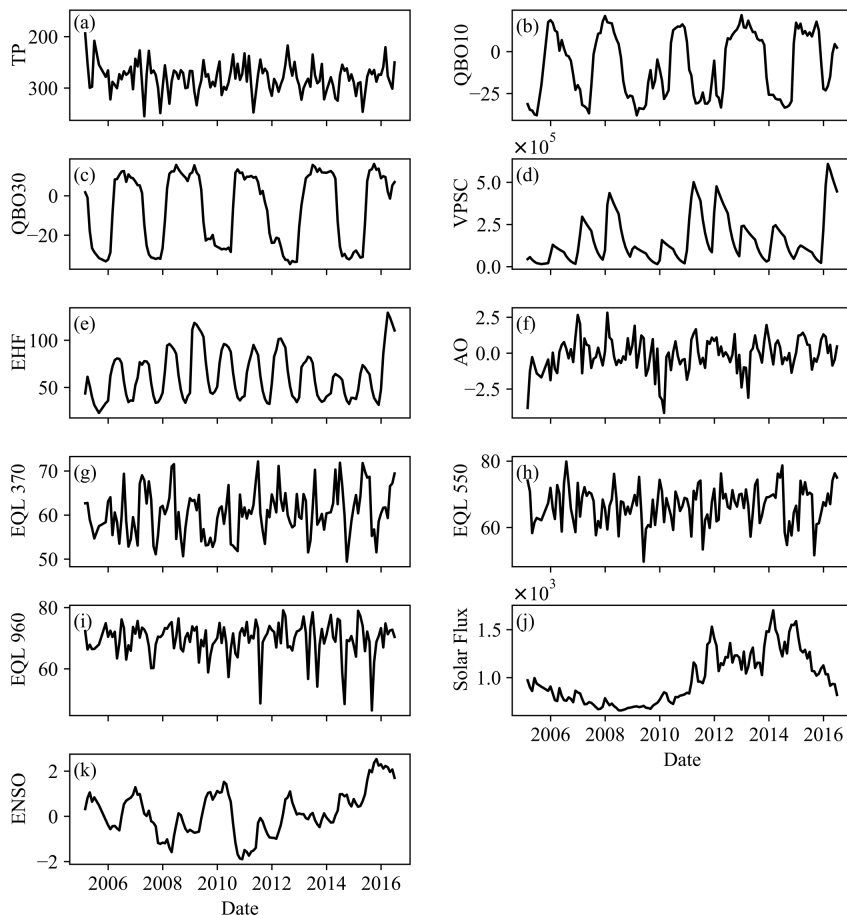 (a)
TP
200
300
(b)
QBO10
0
−25
(c)
QBO30
0
−20
×10⁵
(d)
VPSC
5.0
2.5
0.0
(e)
EHF
100
50
(f)
AO
2.5
0.0
−2.5
(g)
EQL 370
70
60
50
(h)
EQL 550
80
60
(i)
EQL 960
80
60
×10³
(j)
Solar Flux
1.5
1.0
2006 2008 2010 2012 2014 2016
Date
(k)
ENSO
2
0
−2
2006 2008 2010 2012 2014 2016
Date